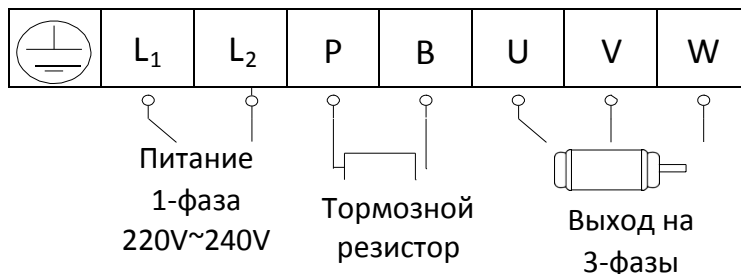 L₁ L₂ P B U V W
Питание
1-фаза
220V~240V
Тормозной
резистор
Выход на
3-фазы